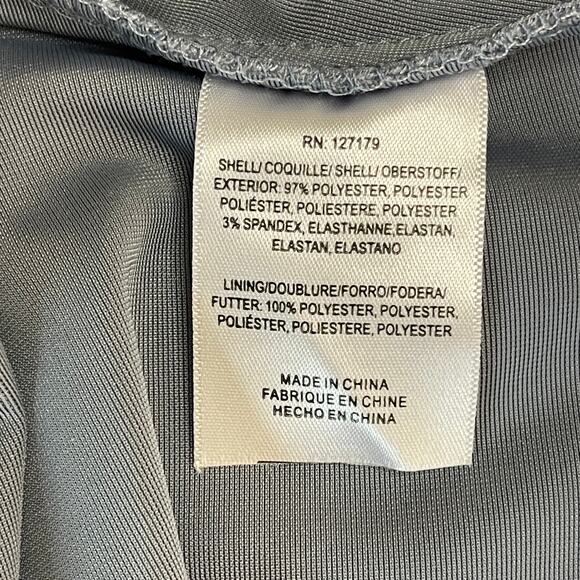 RN: 127179
SHELL/ COQUILLE/ SHELL/ OBERSTOFF/
EXTERIOR: 97% POLYESTER, POLYESTER
POLIÉSTER, POLIESTERE, POLYESTER
3% SPANDEX, ELASTHANNE,ELASTAN,
ELASTAN, ELASTANO
LINING/DOUBLURE/FORRO/FODERA/
FUTTER: 100% POLYESTER, POLYESTER,
POLIÉSTER, POLIESTERE, POLYESTER
MADE IN CHINA
FABRIQUE EN CHINE
HECHO EN CHINA